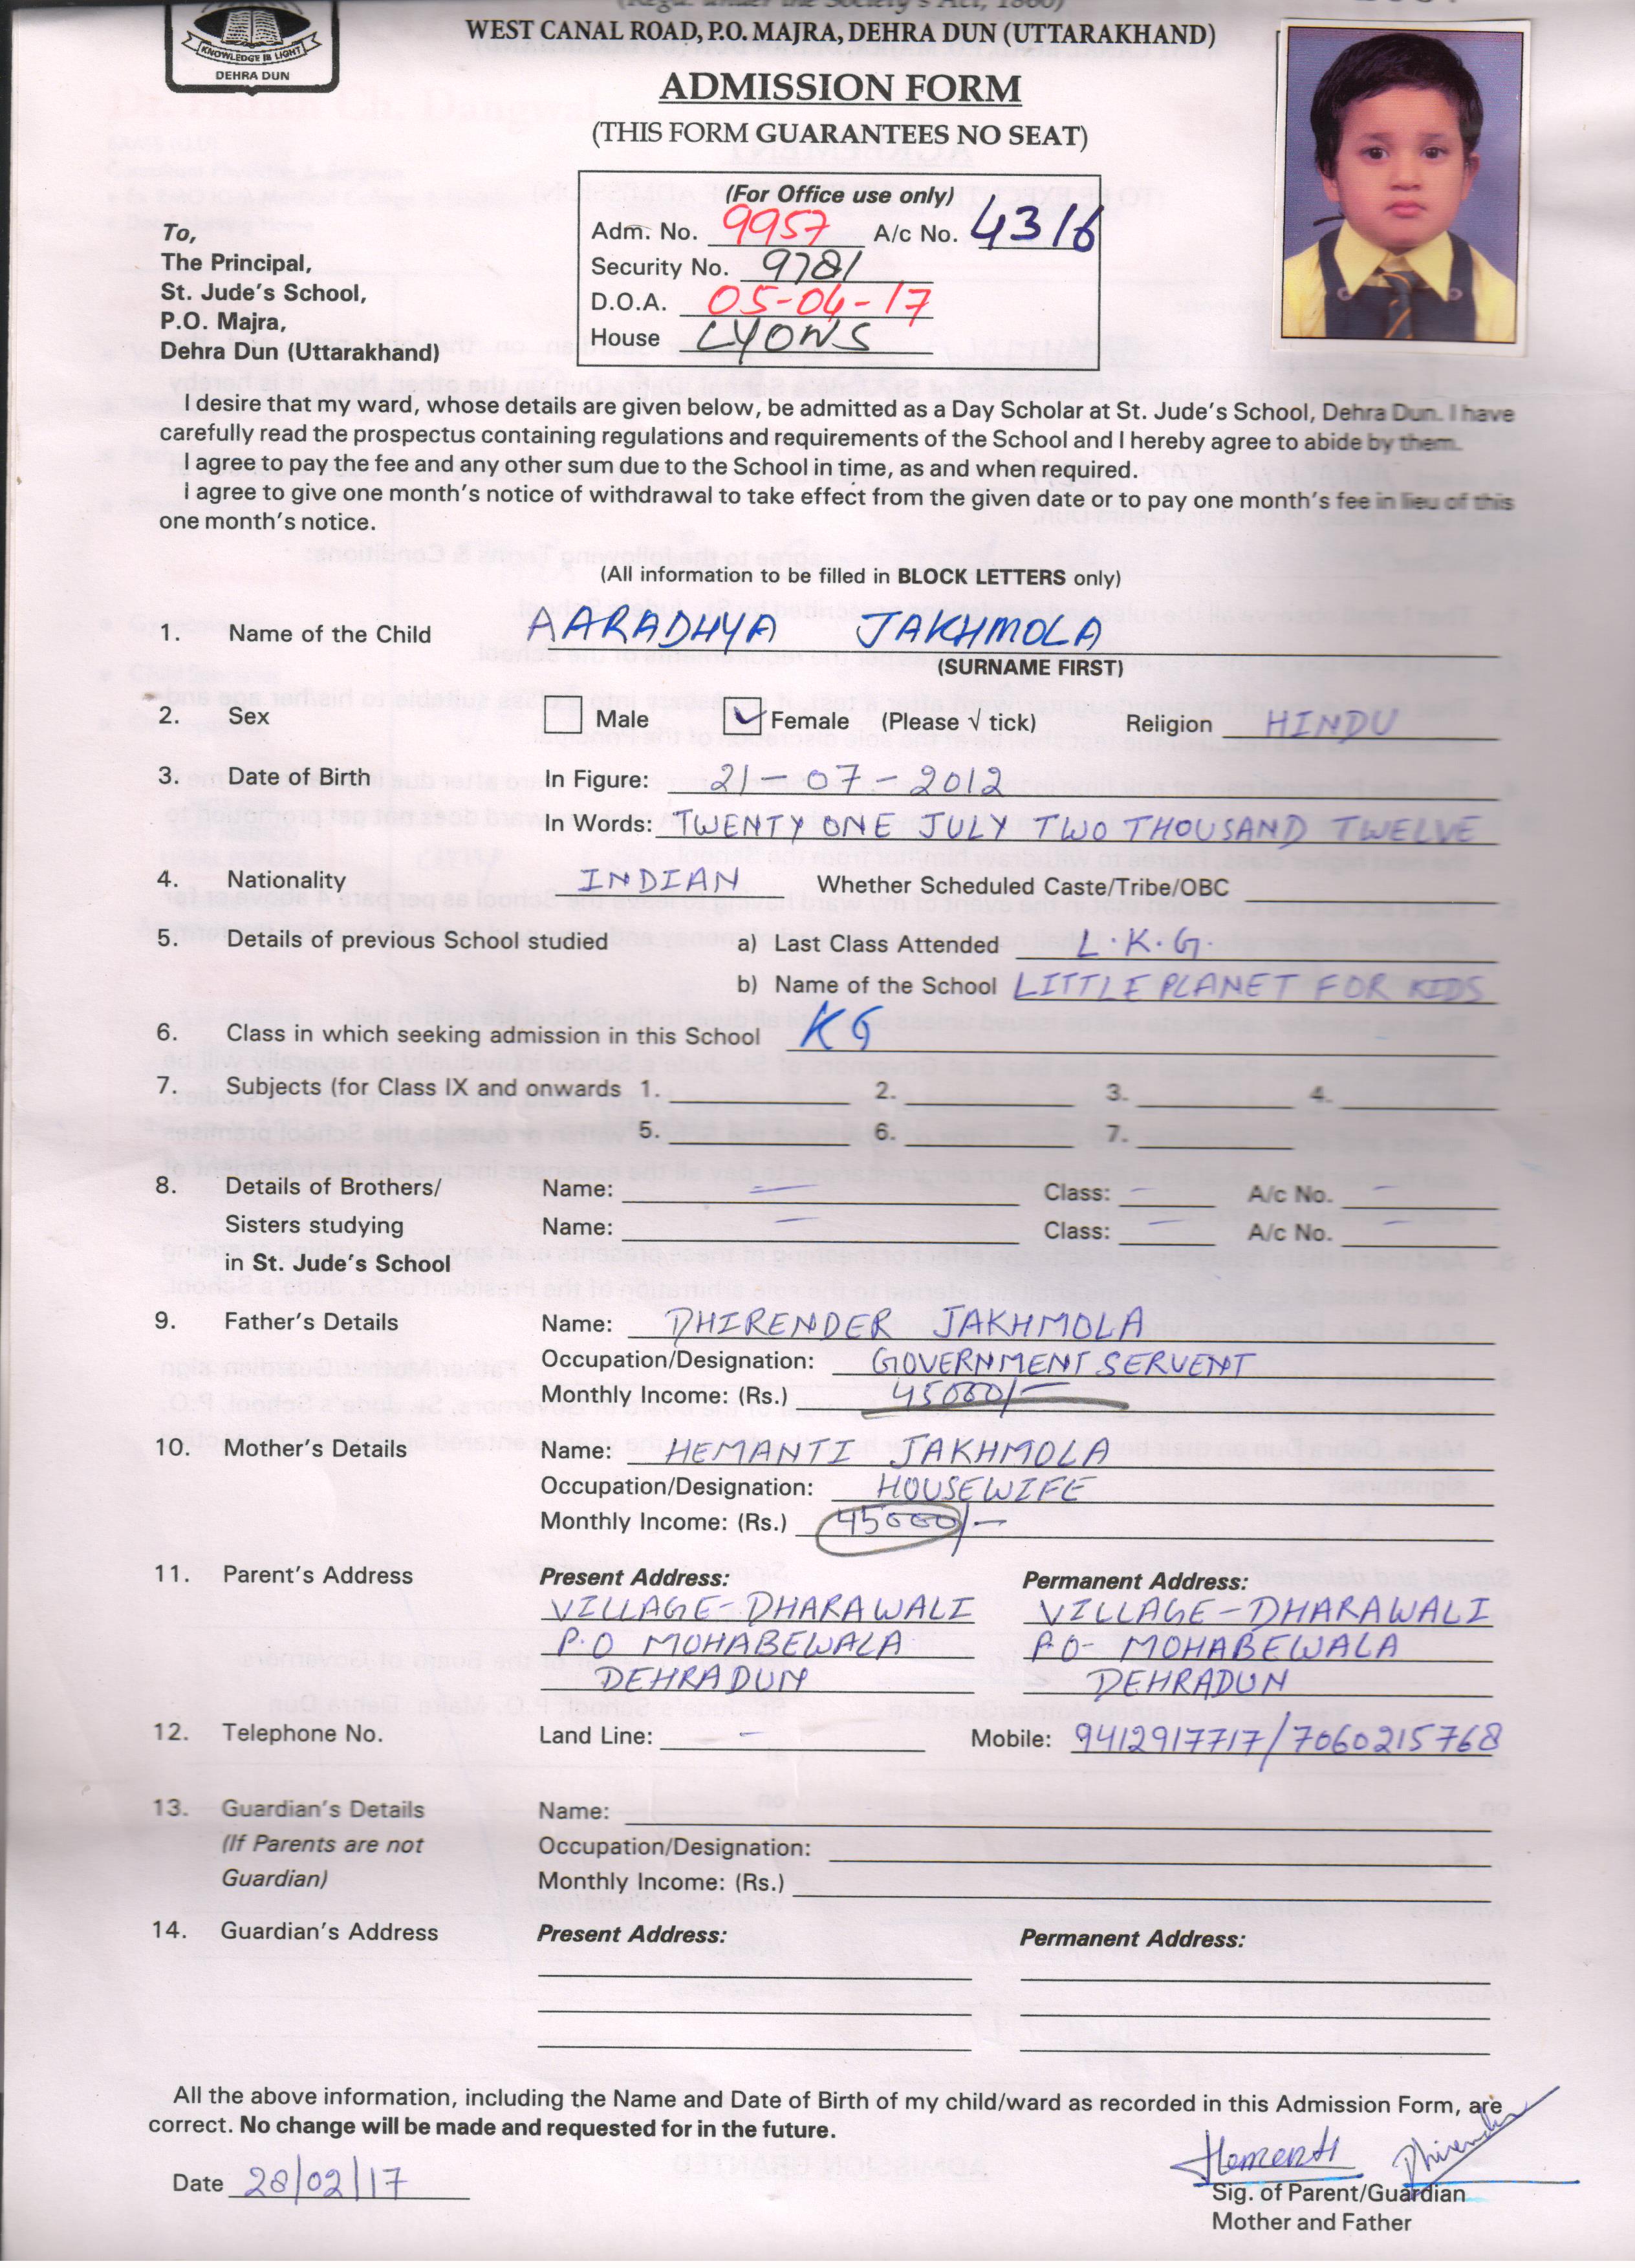 (Regd. under the Society's Act, 1860)
KNOWLEDGE IS LIGHT
DEHRA DUN
WEST CANAL ROAD, P.O. MAJRA, DEHRA DUN (UTTARAKHAND)
ADMISSION FORM
(THIS FORM GUARANTEES NO SEAT)
(For Office use only)
Adm. No. 9957 A/c No. 4316
Security No. 9781
D.O.A. 05-04-17
House LYONS
To,
The Principal,
St. Jude's School,
P.O. Majra,
Dehra Dun (Uttarakhand)
I desire that my ward, whose details are given below, be admitted as a Day Scholar at St. Jude's School, Dehra Dun. I have
carefully read the prospectus containing regulations and requirements of the School and I hereby agree to abide by them.
I agree to pay the fee and any other sum due to the School in time, as and when required.
I agree to give one month's notice of withdrawal to take effect from the given date or to pay one month's fee in lieu of this
one month's notice.
(All information to be filled in BLOCK LETTERS only)
1. Name of the Child AARADHYA JAKHMOLA
(SURNAME FIRST)
2. Sex Male Female (Please √ tick) Religion HINDU
3. Date of Birth In Figure: 21-07-2012
In Words: TWENTY ONE JULY TWO THOUSAND TWELVE
4. Nationality INDIAN Whether Scheduled Caste/Tribe/OBC
5. Details of previous School studied a) Last Class Attended L.K.G.
b) Name of the School LITTLE PLANET FOR KIDS
6. Class in which seeking admission in this School KG
7. Subjects (for Class IX and onwards 1. 2. 3. 4.
5. 6. 7.
8. Details of Brothers/ Name: — Class: — A/c No. —
Sisters studying Name: — Class: — A/c No. —
in St. Jude's School
9. Father's Details Name: DHIRENDER JAKHMOLA
Occupation/Designation: GOVERNMENT SERVENT
Monthly Income: (Rs.) 45000/-
10. Mother's Details Name: HEMANTI JAKHMOLA
Occupation/Designation: HOUSEWIFE
Monthly Income: (Rs.) 45000/-
11. Parent's Address Present Address: Permanent Address:
VILLAGE-DHARAWALI VILLAGE-DHARAWALI
P.O MOHABEWALA P.O- MOHABEWALA
DEHRADUN DEHRADUN
12. Telephone No. Land Line: — Mobile: 9412917717/7060215768
13. Guardian's Details Name:
(If Parents are not Occupation/Designation:
Guardian) Monthly Income: (Rs.)
14. Guardian's Address Present Address: Permanent Address:
All the above information, including the Name and Date of Birth of my child/ward as recorded in this Admission Form, are
correct. No change will be made and requested for in the future.
Hemanti Dhirender
Date 28/02/17
Sig. of Parent/Guardian
Mother and Father